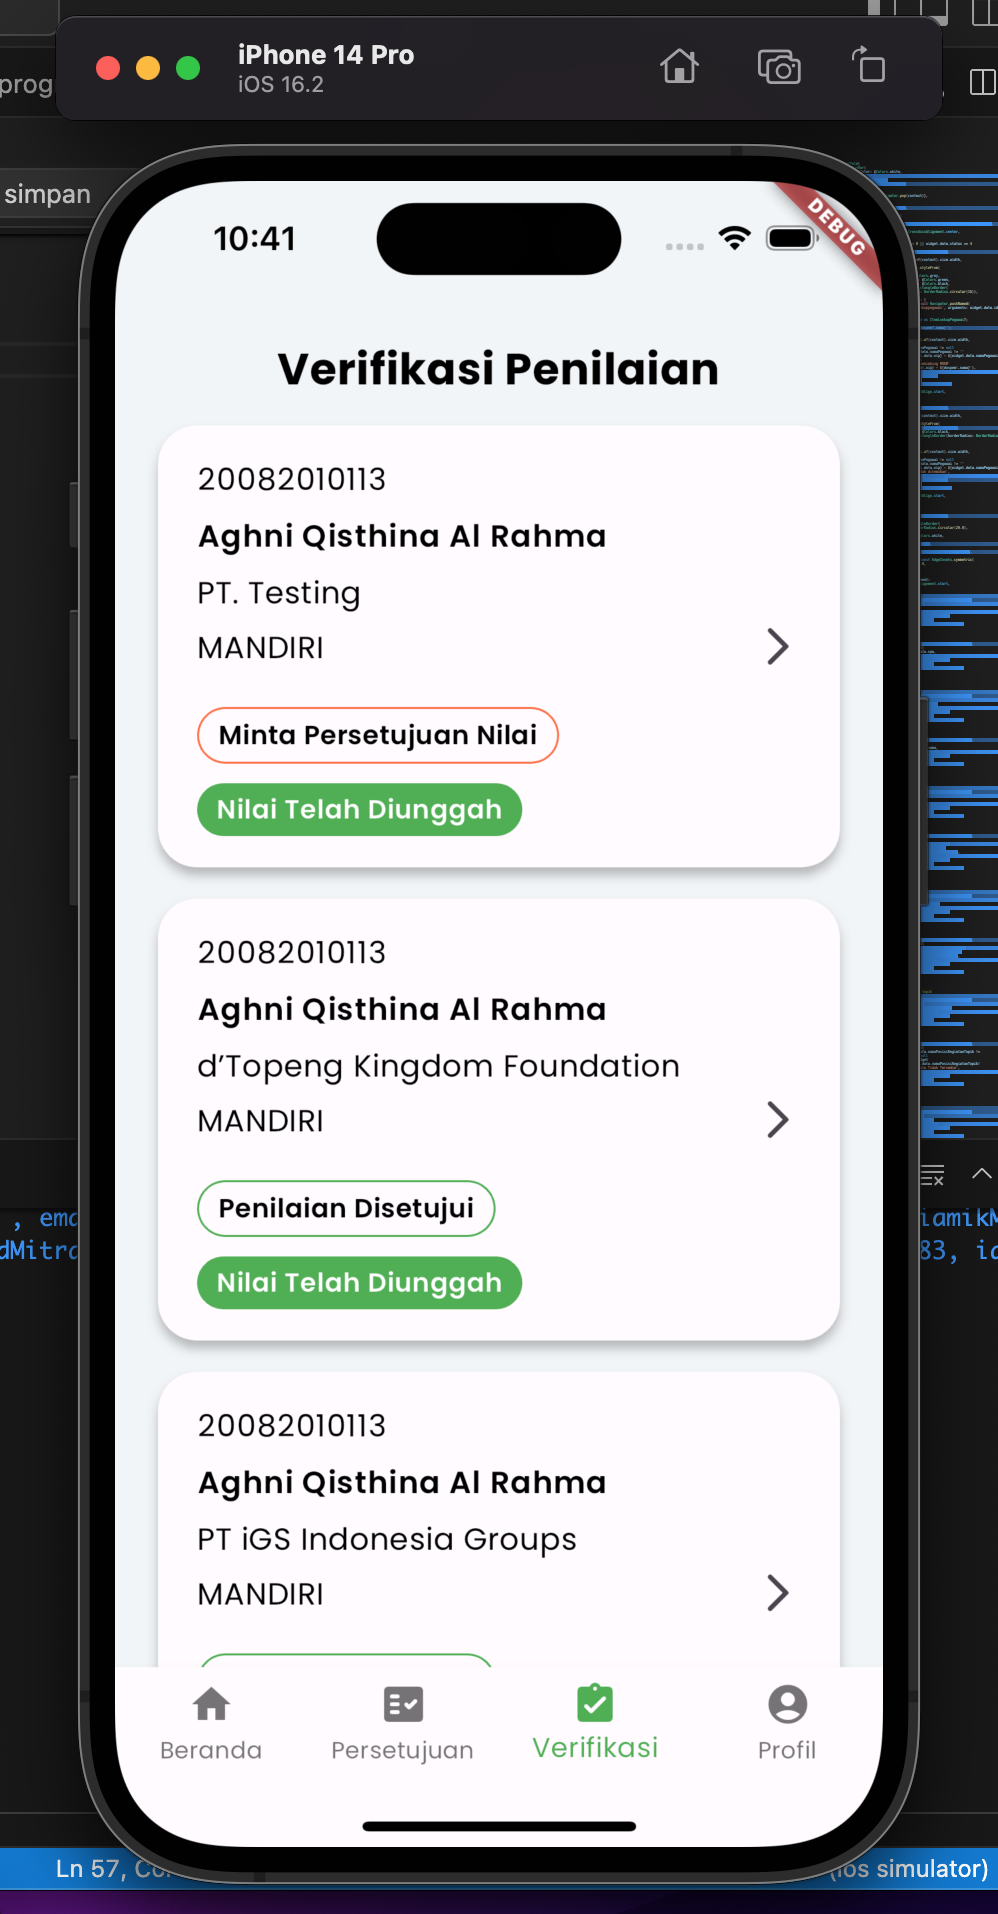 iPhone 14 Pro
iOS 16.2
prog
simpan
10:41
DEBUG
Verifikasi Penilaian
20082010113
Aghni Qisthina Al Rahma
PT. Testing
MANDIRI
Minta Persetujuan Nilai
Nilai Telah Diunggah
20082010113
Aghni Qisthina Al Rahma
d’Topeng Kingdom Foundation
MANDIRI
Penilaian Disetujui
Nilai Telah Diunggah
20082010113
Aghni Qisthina Al Rahma
PT iGS Indonesia Groups
MANDIRI
Beranda
Persetujuan
Verifikasi
Profil
, ema
iamikM
dMitra
83, id
Ln 57, Co
(ios simulator)